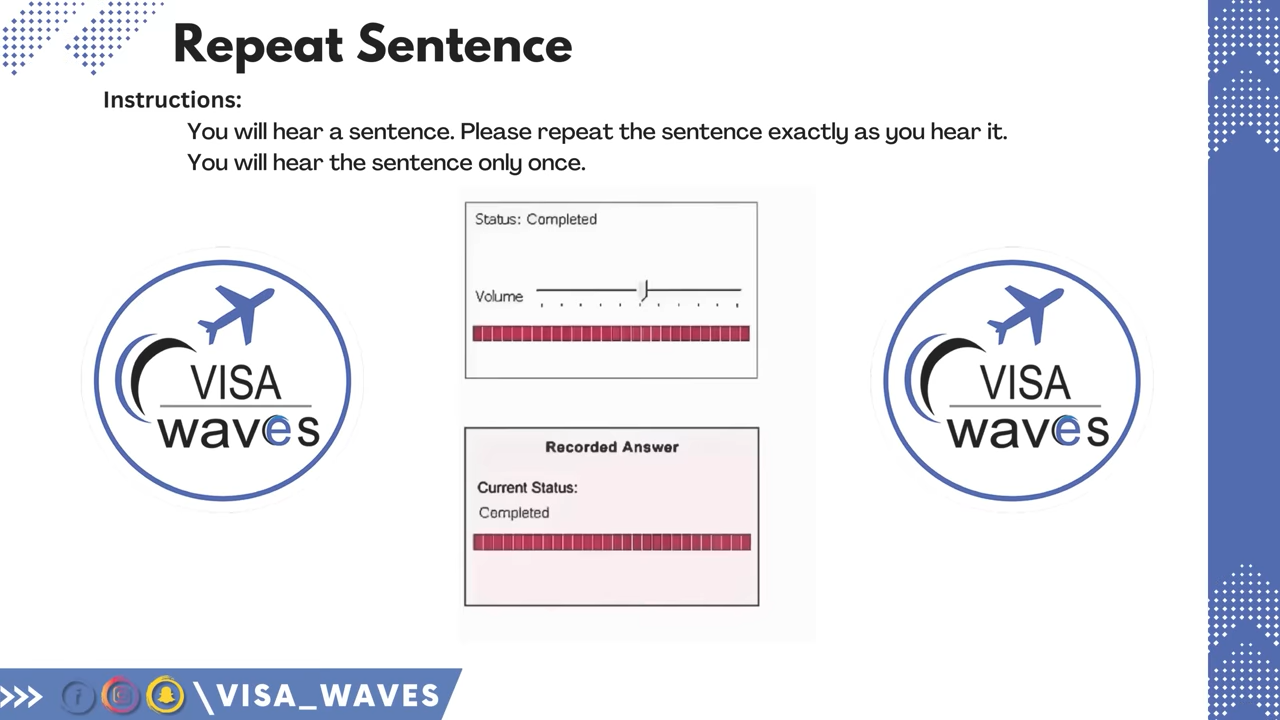 Repeat Sentence
Instructions:
You will hear a sentence. Please repeat the sentence exactly as you hear it.
You will hear the sentence only once.
Status: Completed
Volume
VISA
waves
VISA
waves
Recorded Answer
Current Status:
Completed
\VISA_WAVES